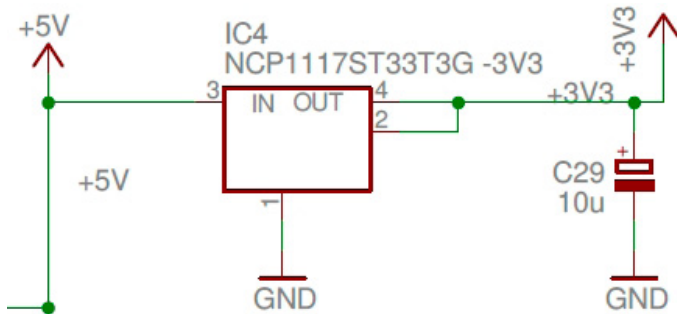 +5V
IC4
NCP1117ST33T3G -3V3
+3V3
3
IN OUT
4
+3V3
2
+5V
1
+
C29
10u
GND
GND